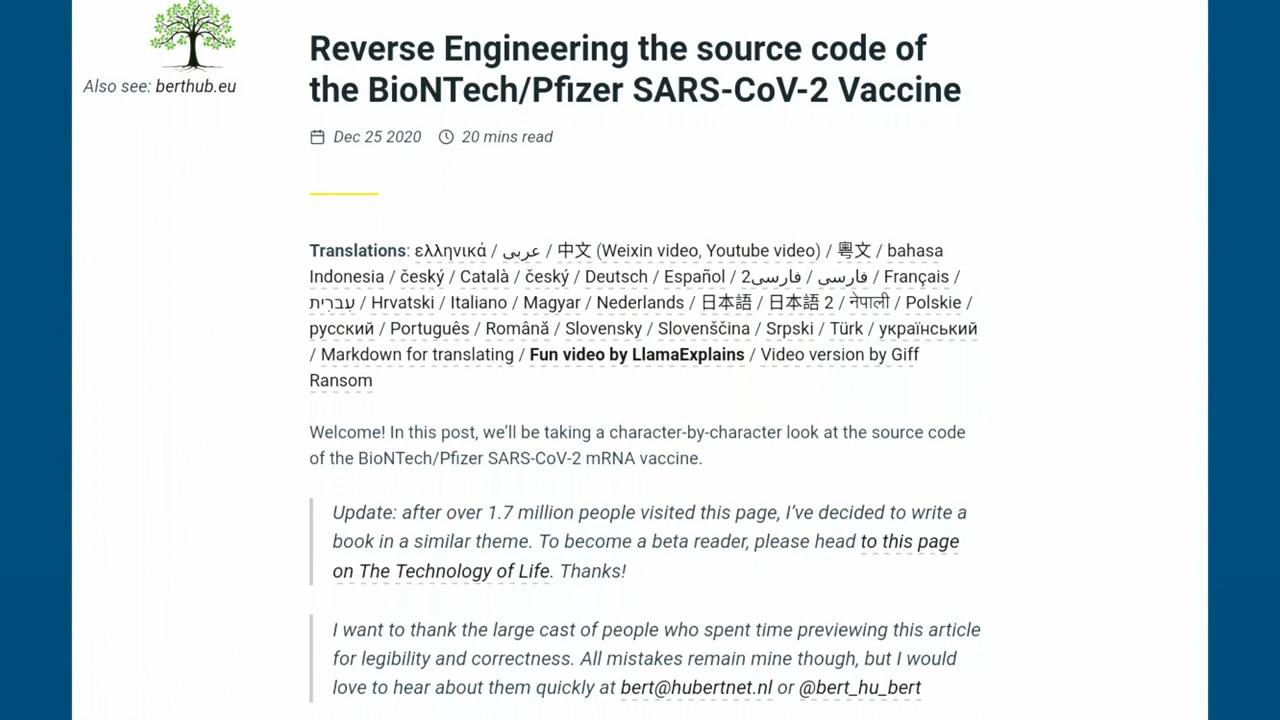 Also see: berthub.eu
Reverse Engineering the source code of
the BioNTech/Pfizer SARS-CoV-2 Vaccine
Dec 25 2020 20 mins read
Translations: ελληνικά / عربى / 中文 (Weixin video, Youtube video) / 粵文 / bahasa
Indonesia / český / Català / český / Deutsch / Español / 2فارسی / فارسی / Français /
עברית / Hrvatski / Italiano / Magyar / Nederlands / 日本語 / 日本語 2 / नेपाली / Polskie /
русский / Português / Română / Slovensky / Slovenščina / Srpski / Türk / український
/ Markdown for translating / Fun video by LlamaExplains / Video version by Giff
Ransom
Welcome! In this post, we’ll be taking a character-by-character look at the source code
of the BioNTech/Pfizer SARS-CoV-2 mRNA vaccine.
Update: after over 1.7 million people visited this page, I’ve decided to write a
book in a similar theme. To become a beta reader, please head to this page
on The Technology of Life. Thanks!
I want to thank the large cast of people who spent time previewing this article
for legibility and correctness. All mistakes remain mine though, but I would
love to hear about them quickly at bert@hubertnet.nl or @bert_hu_bert